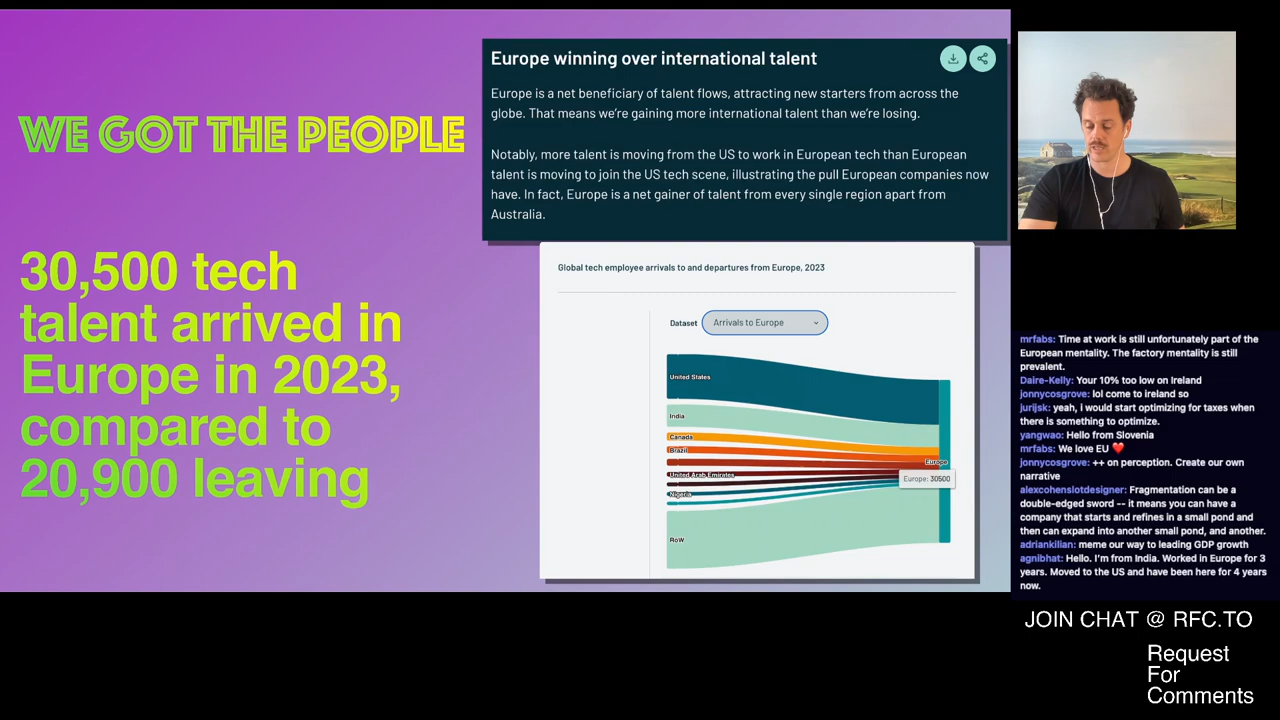 WE GOT THE PEOPLE
30,500 tech
talent arrived in
Europe in 2023,
compared to
20,900 leaving
Europe winning over international talent
Europe is a net beneficiary of talent flows, attracting new starters from across the
globe. That means we're gaining more international talent than we're losing.
Notably, more talent is moving from the US to work in European tech than European
talent is moving to join the US tech scene, illustrating the pull European companies now
have. In fact, Europe is a net gainer of talent from every single region apart from
Australia.
Global tech employee arrivals to and departures from Europe, 2023
Dataset
Arrivals to Europe
United States
India
Canada
Brazil
United Arab Emirates
Nigeria
RoW
Europe
Europe: 30500
mrfabs: Time at work is still unfortunately part of the
European mentality. The factory mentality is still
prevalent.
Daire-Kelly: Your 10% too low on Ireland
jonnycosgrove: lol come to ireland so
jurijsk: yeah, i would start optimizing for taxes when
there is something to optimize.
yangwao: Hello from Slovenia
mrfabs: We love EU ❤️
jonnycosgrove: ++ on perception. Create our own
narrative
alexcohenslotdesigner: Fragmentation can be a
double-edged sword -- it means you can have a
company that starts and refines in a small pond and
then can expand into another small pond, and another.
adriankilian: meme our way to leading GDP growth
agnibhat: Hello. I'm from India. Worked in Europe for 3
years. Moved to the US and have been here for 4 years
now.
JOIN CHAT @ RFC.TO
Request
For
Comments